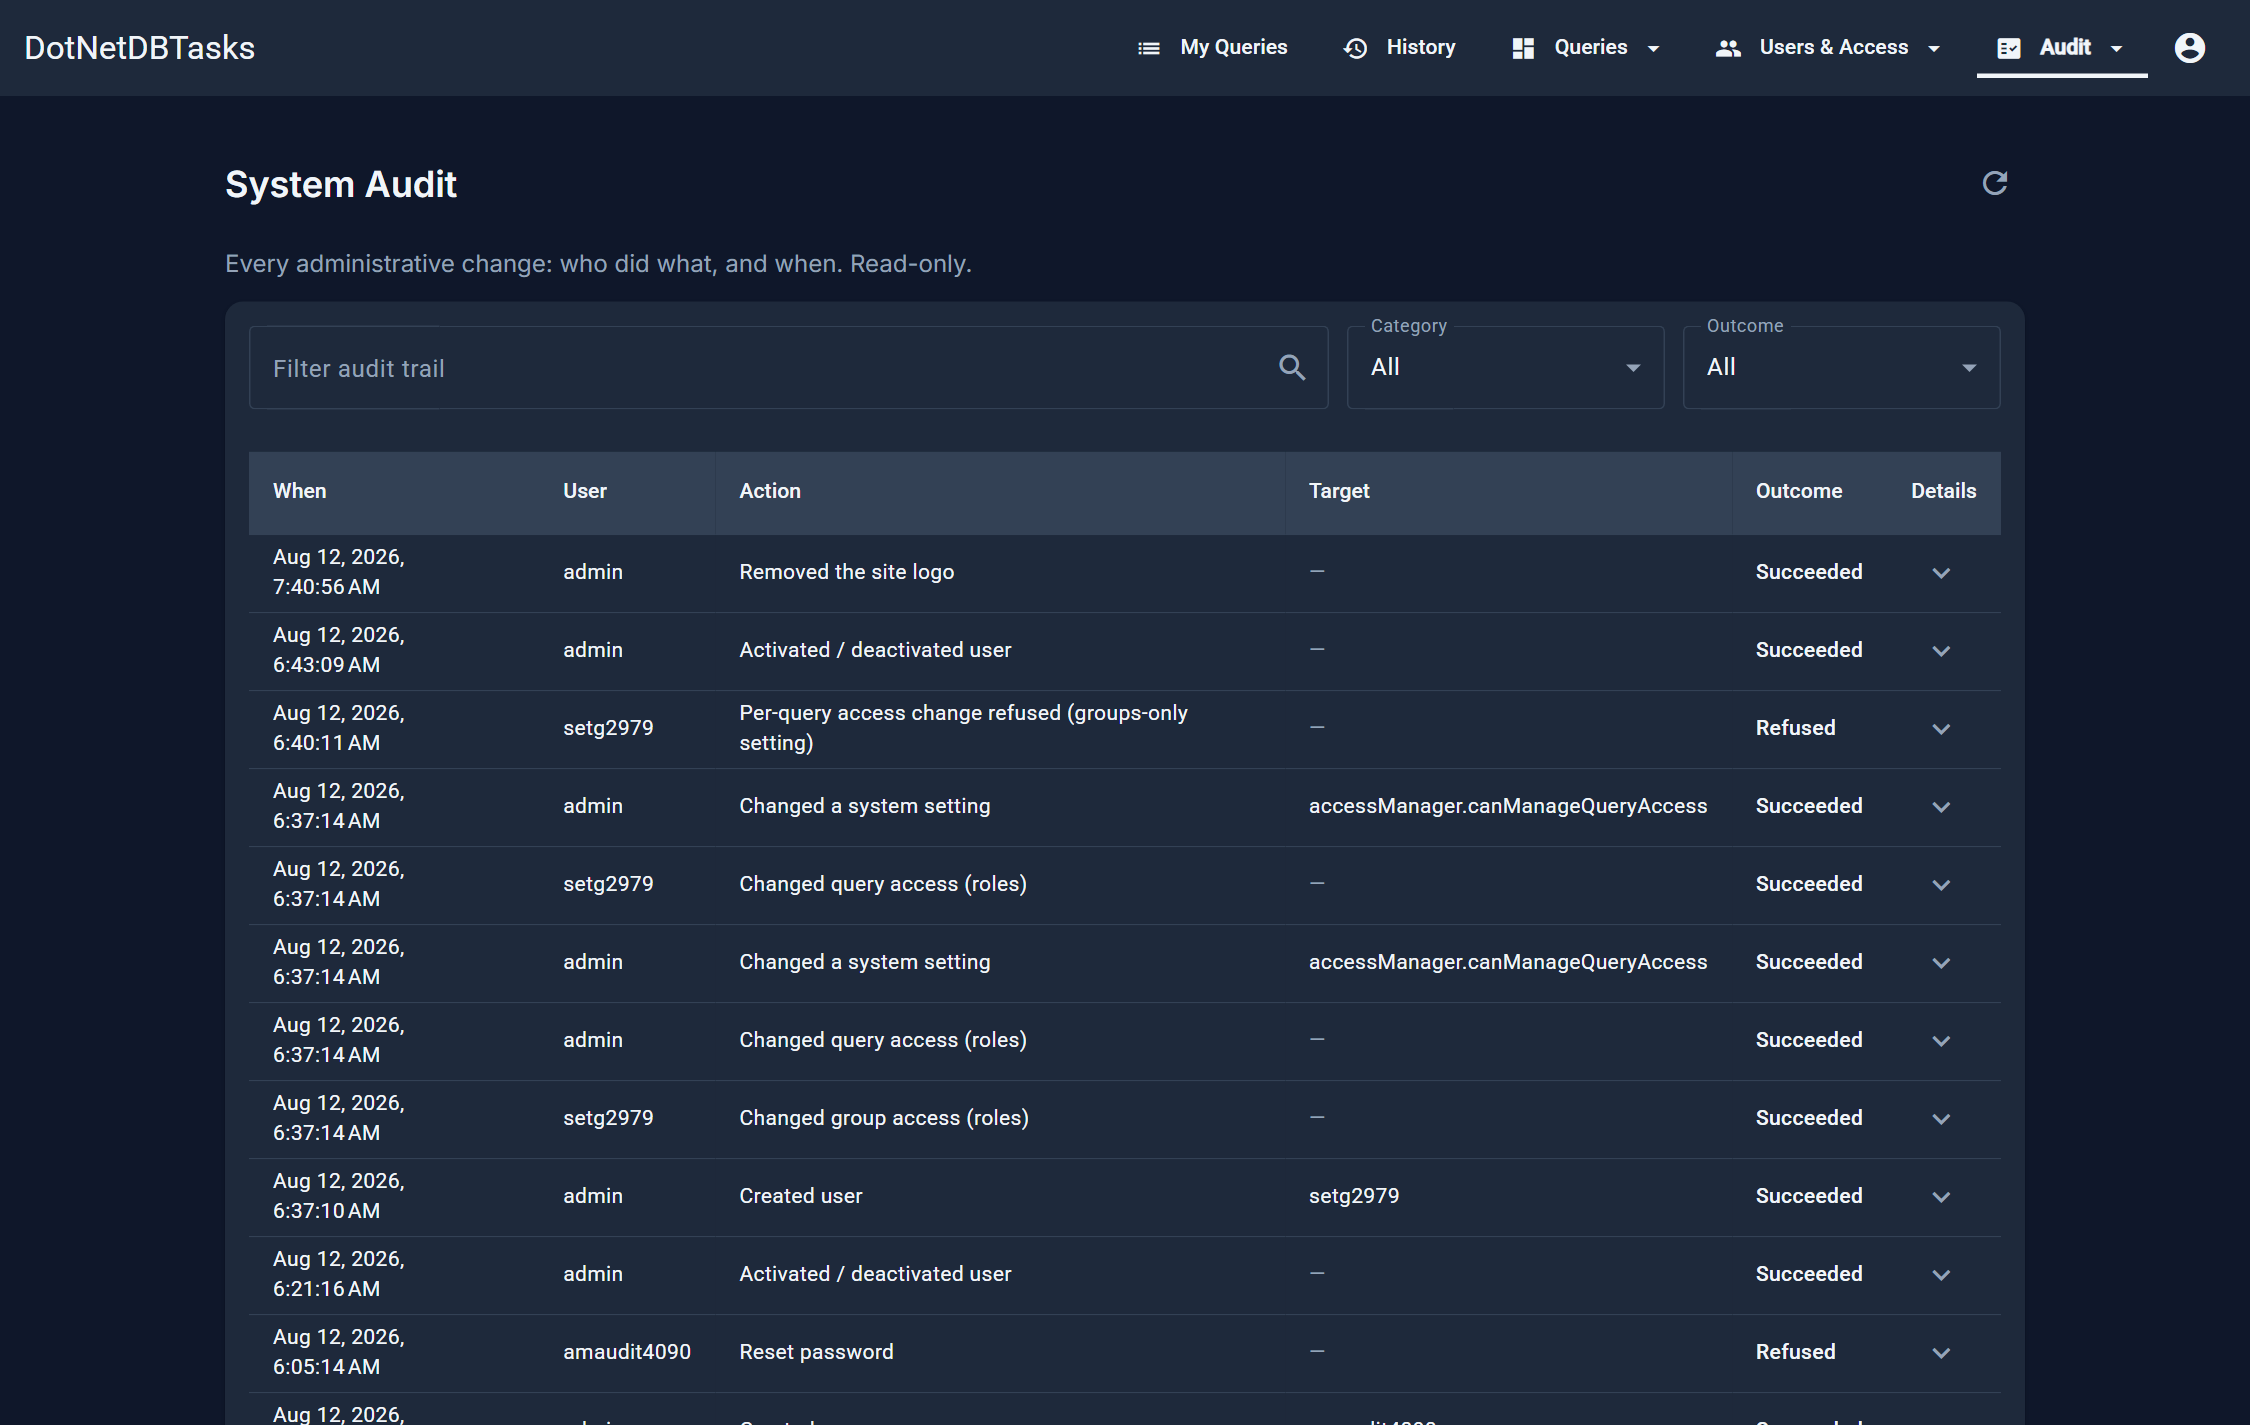 DotNetDBTasks
My Queries
History
Queries
Users & Access
Audit
System Audit
Every administrative change: who did what, and when. Read-only.
Filter audit trail
Category
All
Outcome
All
When User Action Target Outcome Details
Aug 12, 2026,
7:40:56 AM
admin
Removed the site logo
—
Succeeded
Aug 12, 2026,
6:43:09 AM
admin
Activated / deactivated user
—
Succeeded
Aug 12, 2026,
6:40:11 AM
setg2979
Per-query access change refused (groups-only
setting)
—
Refused
Aug 12, 2026,
6:37:14 AM
admin
Changed a system setting
accessManager.canManageQueryAccess
Succeeded
Aug 12, 2026,
6:37:14 AM
setg2979
Changed query access (roles)
—
Succeeded
Aug 12, 2026,
6:37:14 AM
admin
Changed a system setting
accessManager.canManageQueryAccess
Succeeded
Aug 12, 2026,
6:37:14 AM
admin
Changed query access (roles)
—
Succeeded
Aug 12, 2026,
6:37:14 AM
setg2979
Changed group access (roles)
—
Succeeded
Aug 12, 2026,
6:37:10 AM
admin
Created user
setg2979
Succeeded
Aug 12, 2026,
6:21:16 AM
admin
Activated / deactivated user
—
Succeeded
Aug 12, 2026,
6:05:14 AM
amaudit4090
Reset password
—
Refused
Aug 12, 2026,